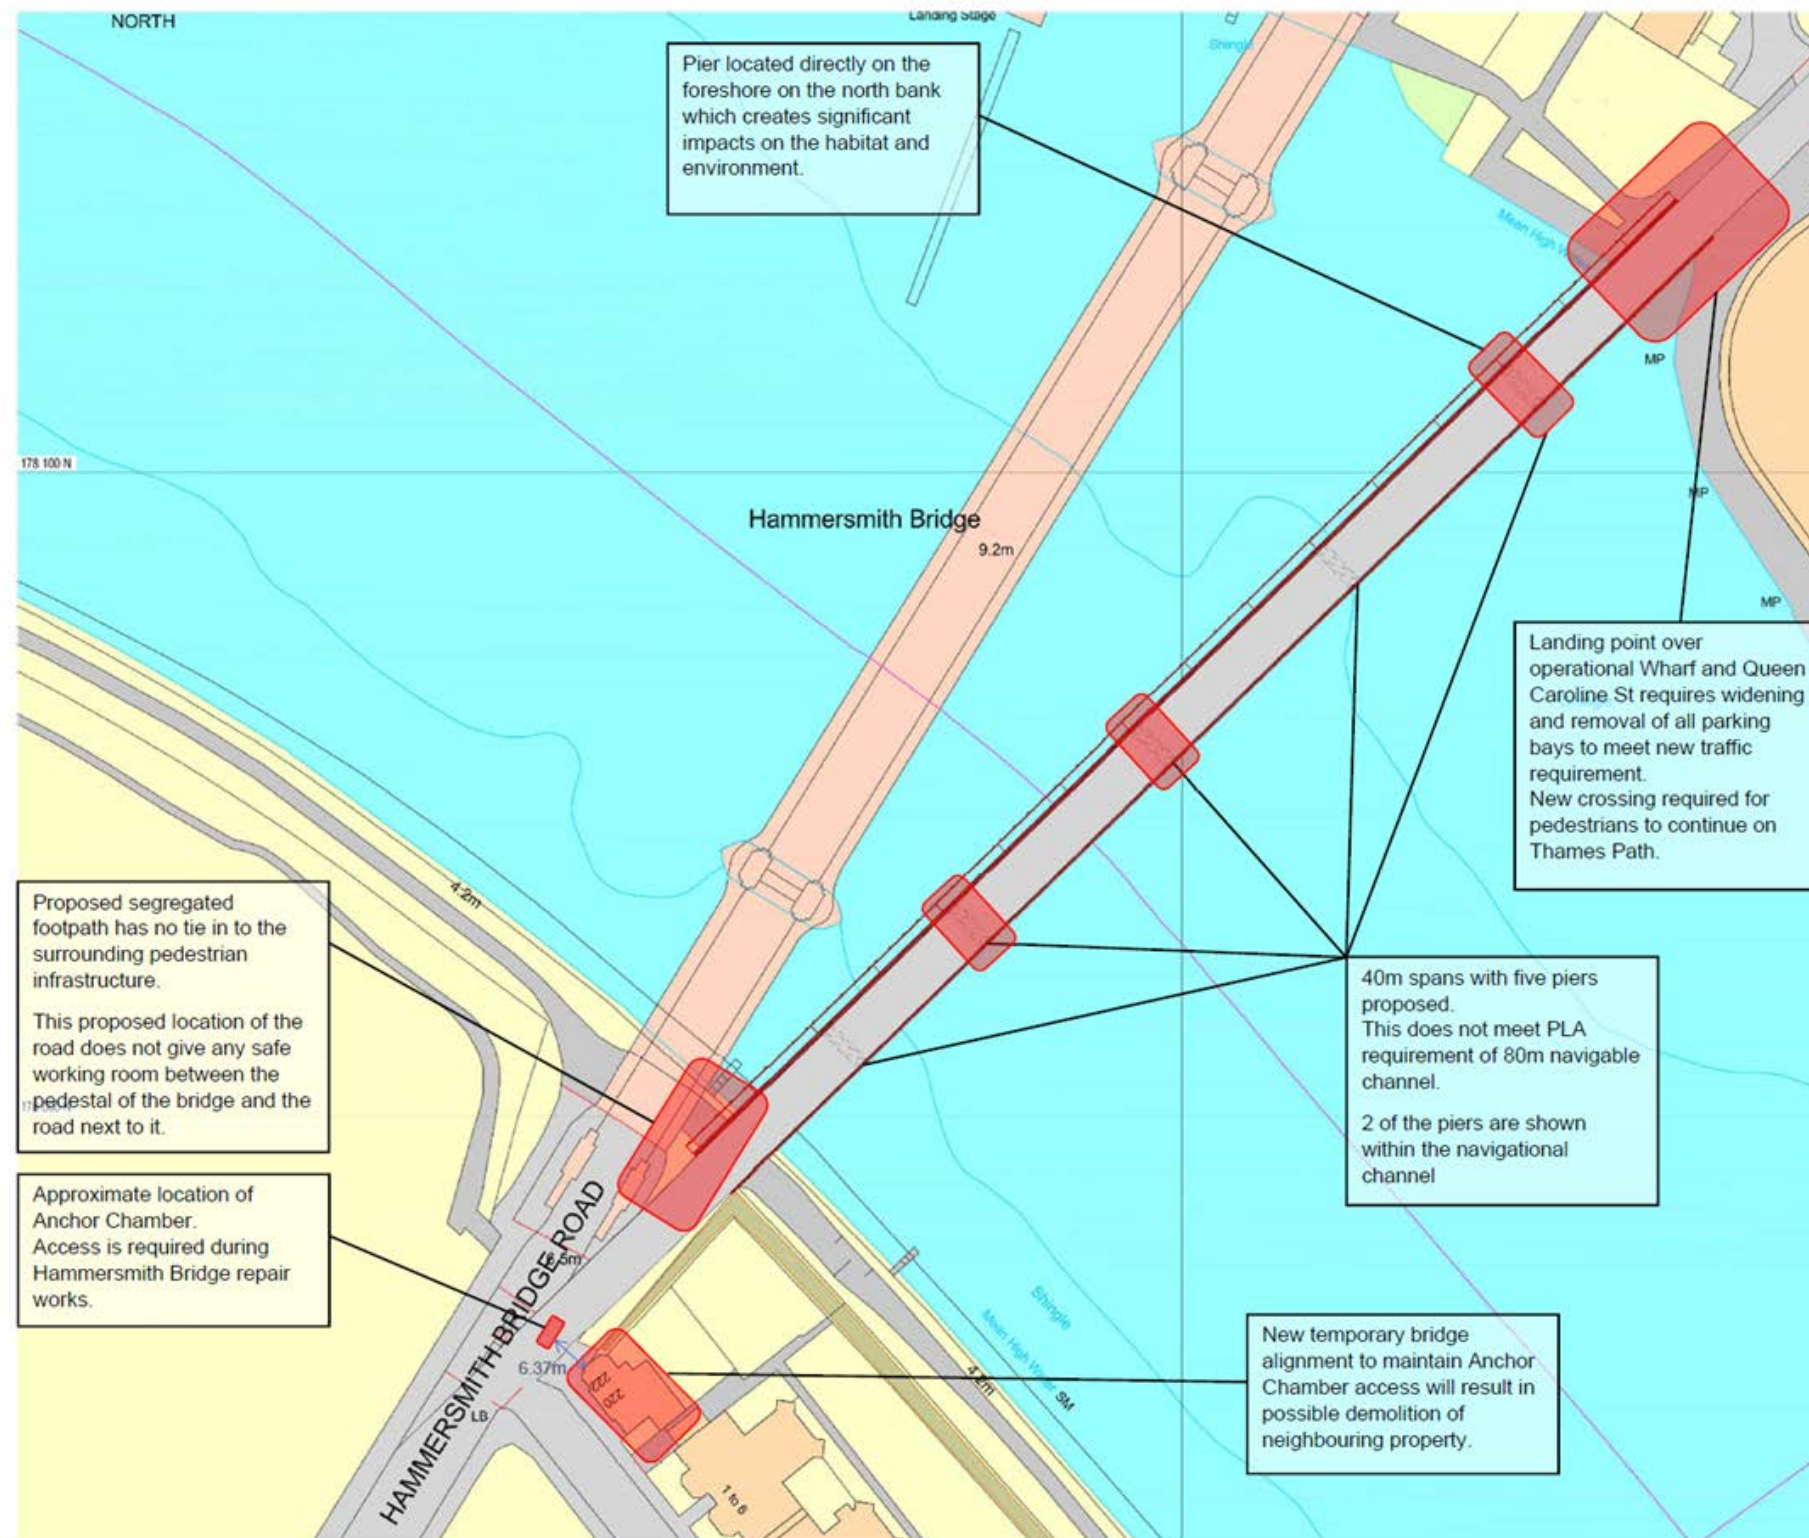 NORTH
Landing Stage
Shingle
Pier located directly on the
foreshore on the north bank
which creates significant
impacts on the habitat and
environment.
Mean High
MP
178 100 N
MP
Hammersmith Bridge
9.2m
MP
Landing point over
operational Wharf and Queen
Caroline St requires widening
and removal of all parking
bays to meet new traffic
requirement.
New crossing required for
pedestrians to continue on
Thames Path.
4.2m
Proposed segregated
footpath has no tie in to the
surrounding pedestrian
infrastructure.
This proposed location of the
road does not give any safe
working room between the
pedestal of the bridge and the
road next to it.
40m spans with five piers
proposed.
This does not meet PLA
requirement of 80m navigable
channel.
2 of the piers are shown
within the navigational
channel
Approximate location of
Anchor Chamber.
Access is required during
Hammersmith Bridge repair
works.
HAMMERSMITH BRIDGE ROAD
6.37m
222
220
LB
Shingle
Mean High Water
4.2m
SM
New temporary bridge
alignment to maintain Anchor
Chamber access will result in
possible demolition of
neighbouring property.
1 to 6